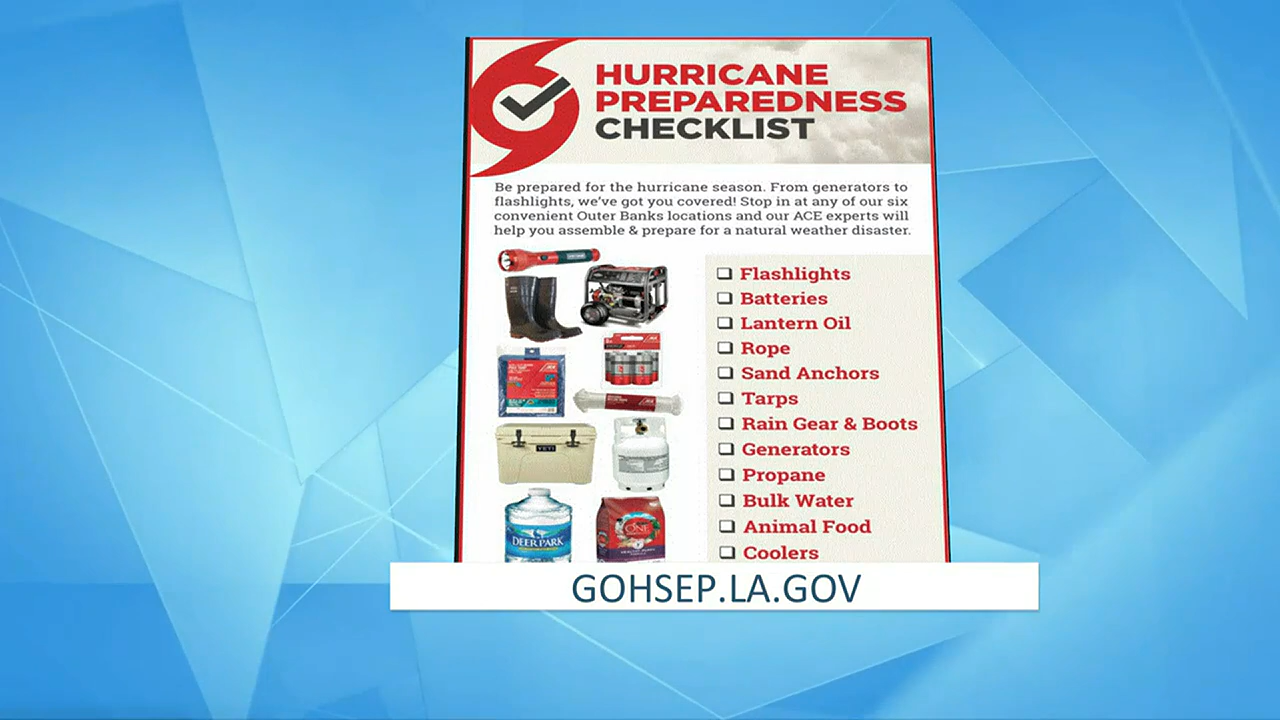 HURRICANE
PREPAREDNESS
CHECKLIST
Be prepared for the hurricane season. From generators to
flashlights, we've got you covered! Stop in at any of our six
convenient Outer Banks locations and our ACE experts will
help you assemble & prepare for a natural weather disaster.
Flashlights
Batteries
Lantern Oil
Rope
Sand Anchors
Tarps
Rain Gear & Boots
Generators
Propane
Bulk Water
Animal Food
Coolers
YETI
DEER PARK
ONE
GOHSEP.LA.GOV